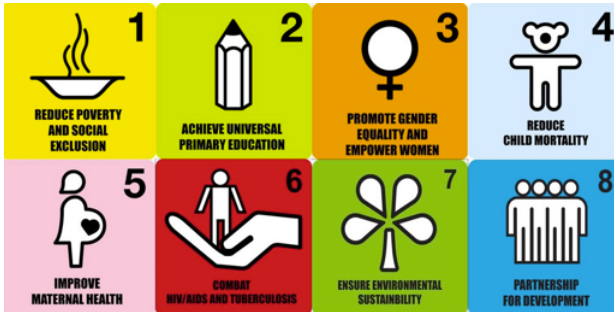 1
REDUCE POVERTY
AND SOCIAL
EXCLUSION
2
ACHIEVE UNIVERSAL
PRIMARY EDUCATION
3
PROMOTE GENDER
EQUALITY AND
EMPOWER WOMEN
4
REDUCE
CHILD MORTALITY
5
IMPROVE
MATERNAL HEALTH
6
COMBAT
HIV/AIDS AND TUBERCULOSIS
7
ENSURE ENVIRONMENTAL
SUSTAINBILITY
8
PARTNERSHIP
FOR DEVELOPMENT